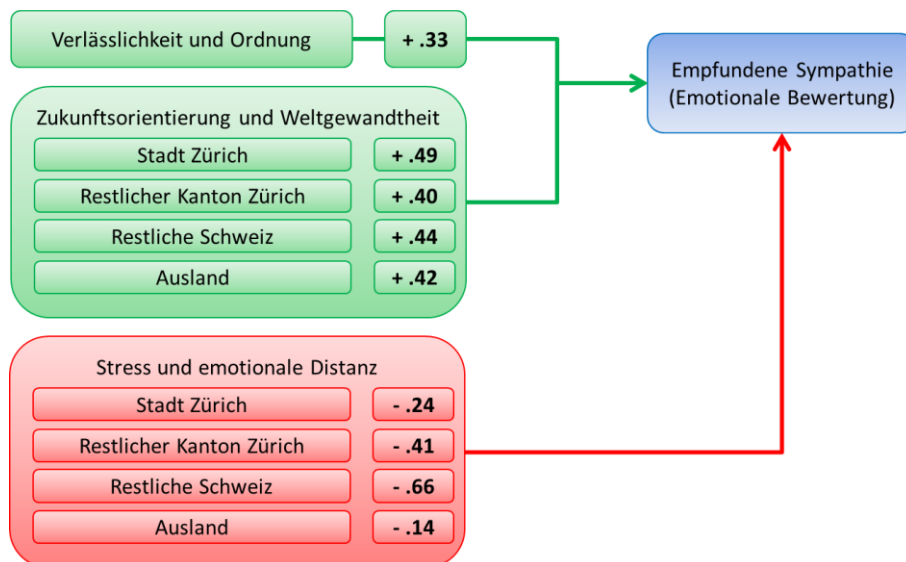 Verlässlichkeit und Ordnung + .33
Empfundene Sympathie
(Emotionale Bewertung)
Zukunftsorientierung und Weltgewandtheit
Stadt Zürich + .49
Restlicher Kanton Zürich + .40
Restliche Schweiz + .44
Ausland + .42
Stress und emotionale Distanz
Stadt Zürich - .24
Restlicher Kanton Zürich - .41
Restliche Schweiz - .66
Ausland - .14